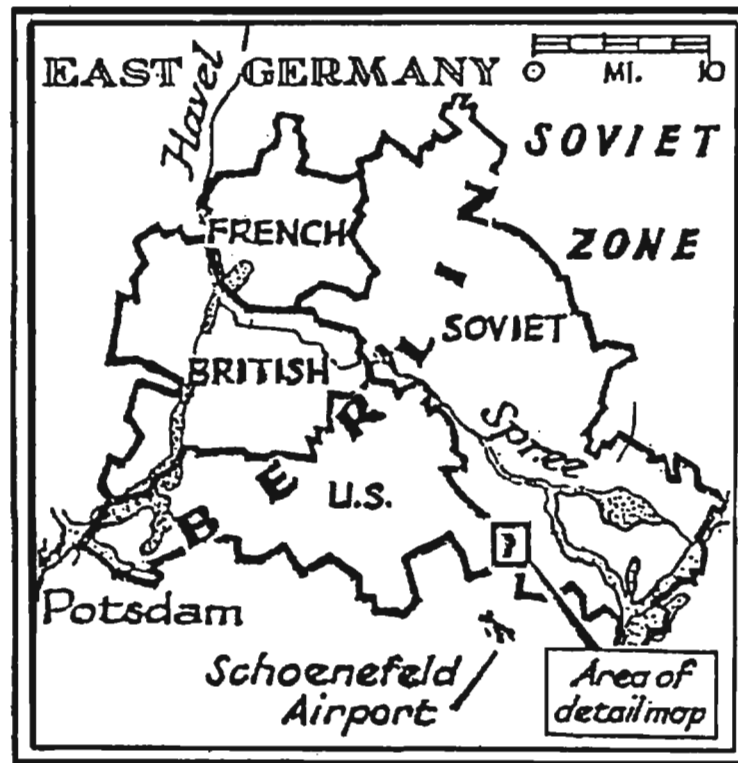 EAST GERMANY
Havel
0 MI. 10
SOVIET
ZONE
FRENCH
SOVIET
BRITISH
BERLIN
Spree
U.S.
Potsdam
Schoenefeld
Airport
Area of
detail map